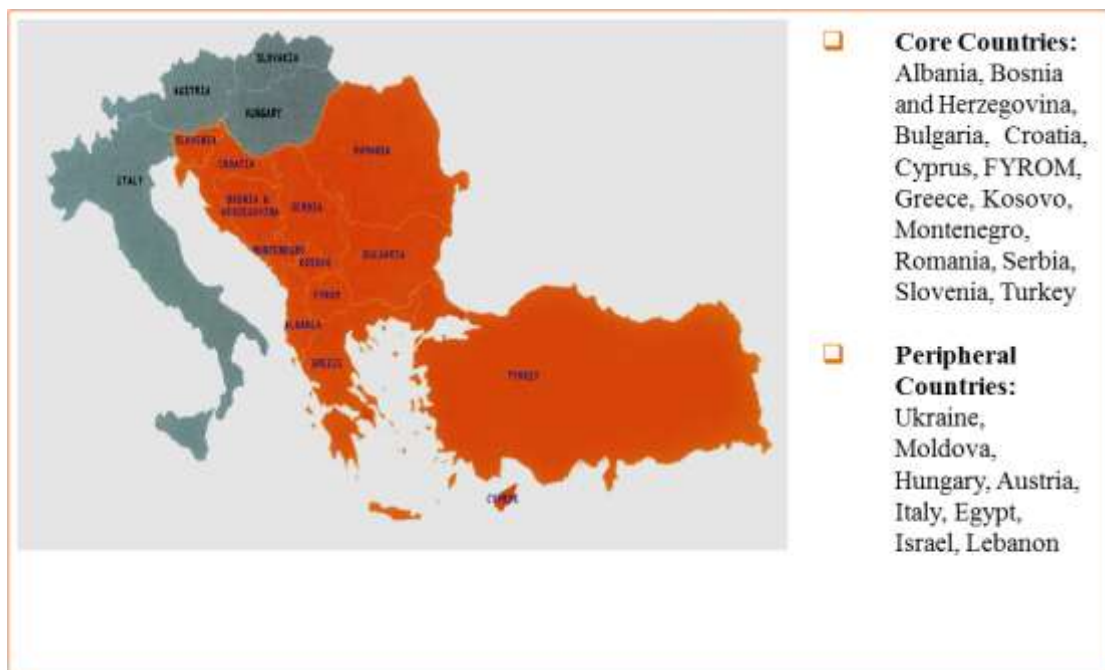 SLOVAKIA
AUSTRIA
HUNGARY
SLOVENIA
CROATIA
ROMANIA
ITALY
BOSNIA &
HERZEGOVINA
SERBIA
MONTENEGRO
KOSOVO
BULGARIA
FYROM
ALBANIA
GREECE
TURKEY
CYPRUS
Core Countries:
Albania, Bosnia
and Herzegovina,
Bulgaria, Croatia,
Cyprus, FYROM,
Greece, Kosovo,
Montenegro,
Romania, Serbia,
Slovenia, Turkey
Peripheral
Countries:
Ukraine,
Moldova,
Hungary, Austria,
Italy, Egypt,
Israel, Lebanon